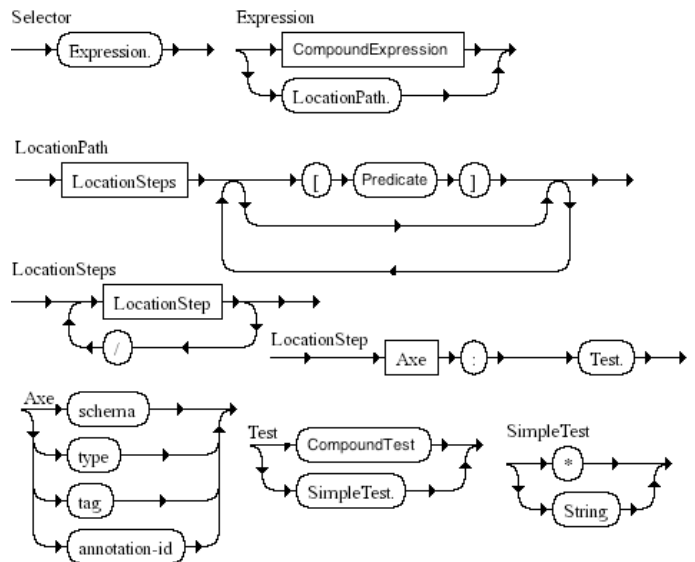 Selector
Expression.
Expression
CompoundExpression
LocationPath.
LocationPath
LocationSteps
[ Predicate ]
LocationSteps
LocationStep
/
LocationStep
Axe : Test.
Axe
schema
type
tag
annotation-id
Test
CompoundTest
SimpleTest.
SimpleTest
*
String